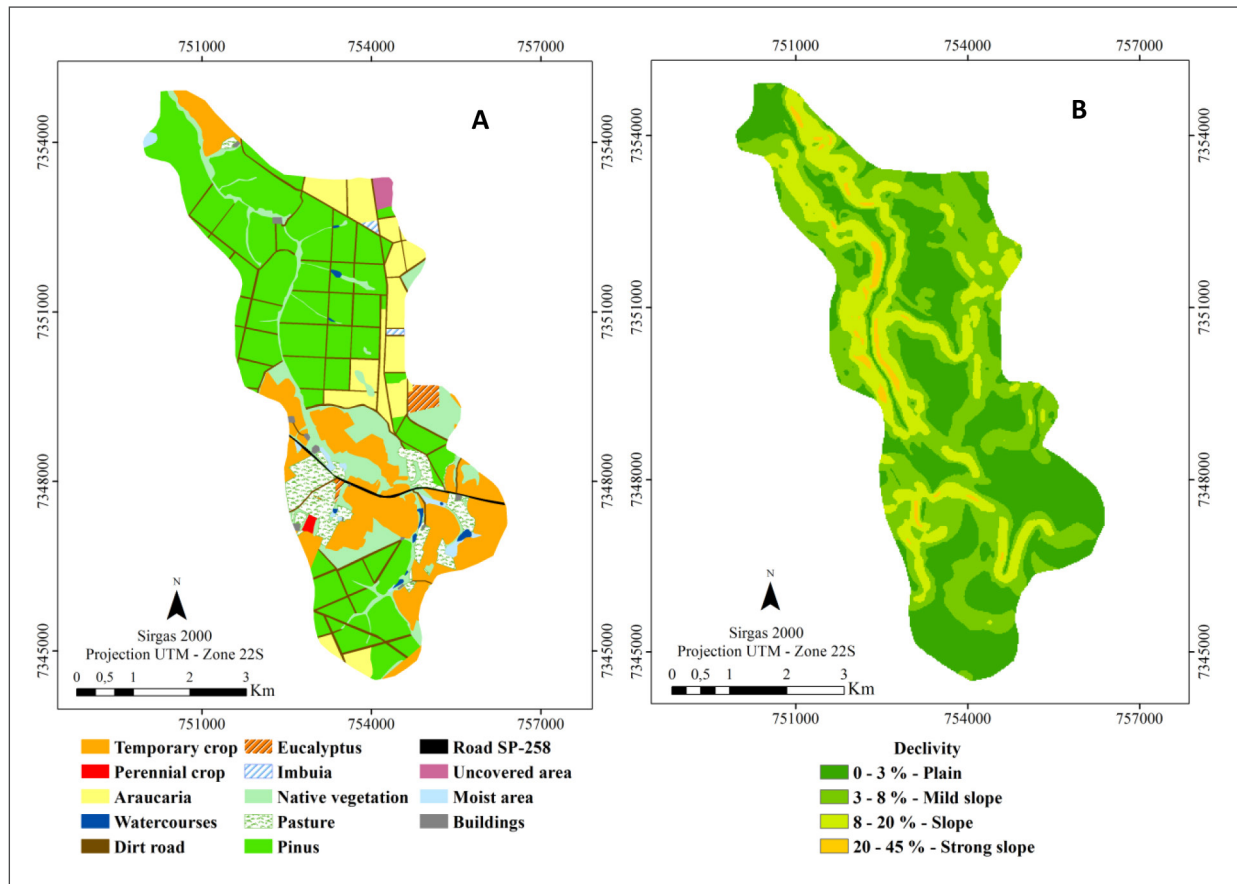 751000 754000 757000
A
7354000
7354000
7351000
7351000
7348000
7348000
7345000
7345000
N
Sirgas 2000
Projection UTM - Zone 22S
0 0,5 1 2 3
Km
751000 754000 757000
Temporary crop
Perennial crop
Araucaria
Watercourses
Dirt road
Eucalyptus
Imbuia
Native vegetation
Pasture
Pinus
Road SP-258
Uncovered area
Moist area
Buildings
751000 754000 757000
B
7354000
7354000
7351000
7351000
7348000
7348000
7345000
7345000
N
Sirgas 2000
Projection UTM - Zone 22S
0 0,5 1 2 3
Km
751000 754000 757000
Declivity
0 - 3 % - Plain
3 - 8 % - Mild slope
8 - 20 % - Slope
20 - 45 % - Strong slope